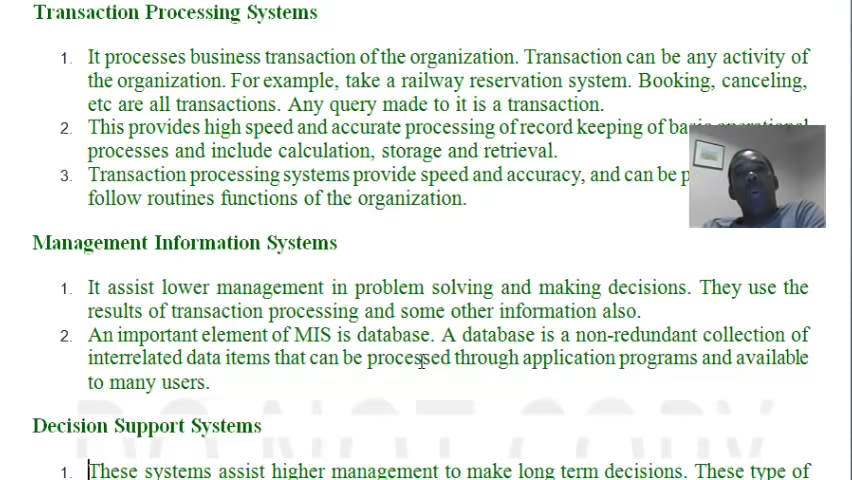 Transaction Processing Systems
1. It processes business transaction of the organization. Transaction can be any activity of
the organization. For example, take a railway reservation system. Booking, canceling,
etc are all transactions. Any query made to it is a transaction.
2. This provides high speed and accurate processing of record keeping of basic operational
processes and include calculation, storage and retrieval.
3. Transaction processing systems provide speed and accuracy, and can be
follow routines functions of the organization.
Management Information Systems
1. It assist lower management in problem solving and making decisions. They use the
results of transaction processing and some other information also.
2. An important element of MIS is database. A database is a non-redundant collection of
interrelated data items that can be processed through application programs and available
to many users.
DO NOT COPY
Decision Support Systems
1. These systems assist higher management to make long term decisions. These type of